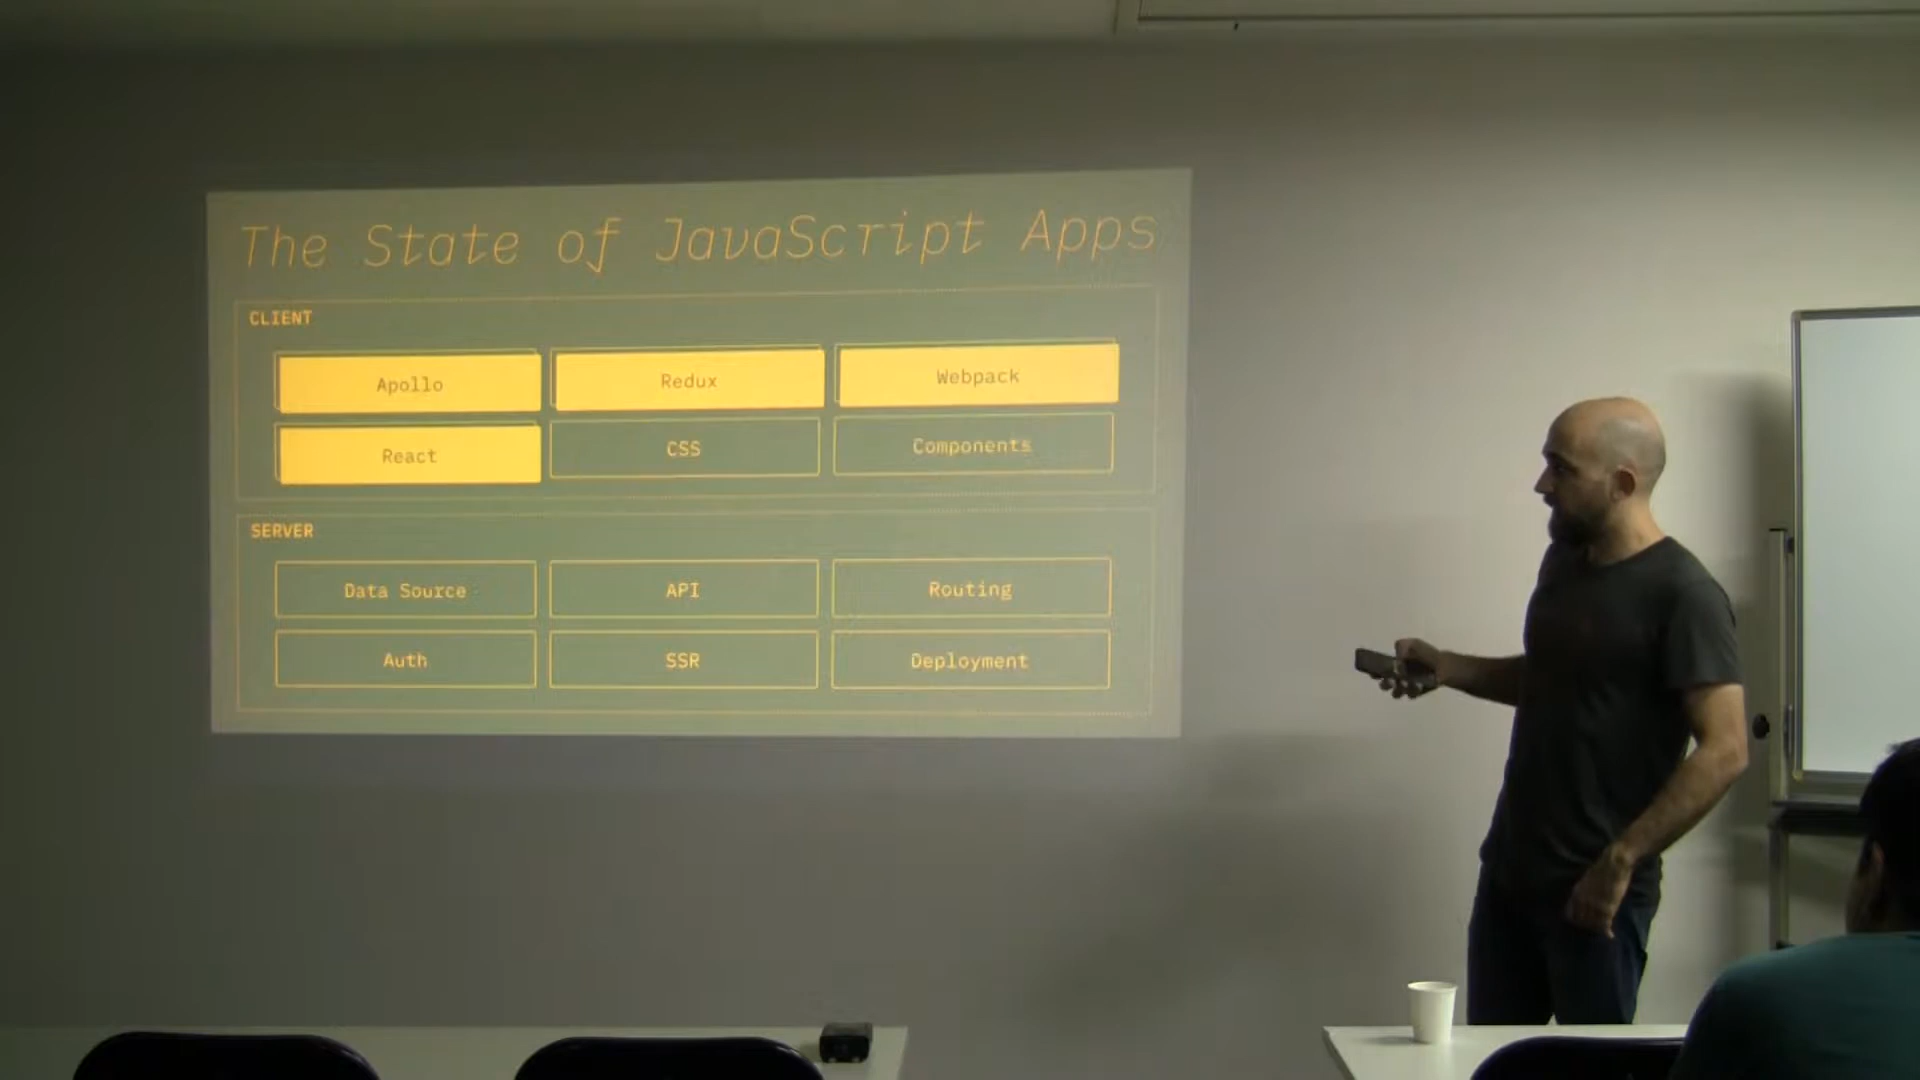 The State of JavaScript Apps
CLIENT
Apollo
Redux
Webpack
React
CSS
Components
SERVER
Data Source
API
Routing
Auth
SSR
Deployment